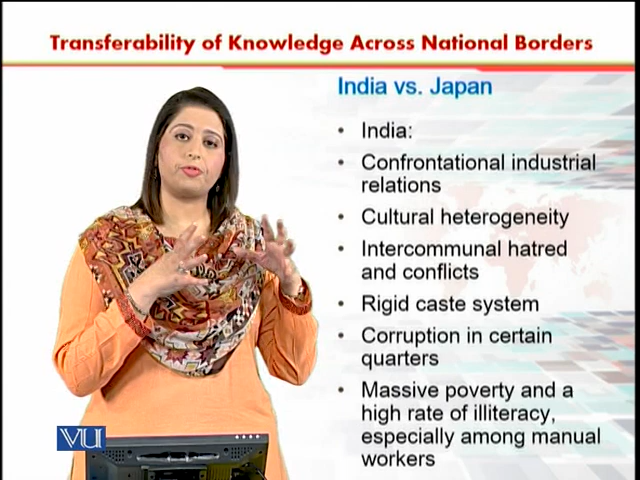 Transferability of Knowledge Across National Borders
India vs. Japan
• India:
• Confrontational industrial
relations
• Cultural heterogeneity
• Intercommunal hatred
and conflicts
• Rigid caste system
• Corruption in certain
quarters
• Massive poverty and a
high rate of illiteracy,
especially among manual
workers
VU